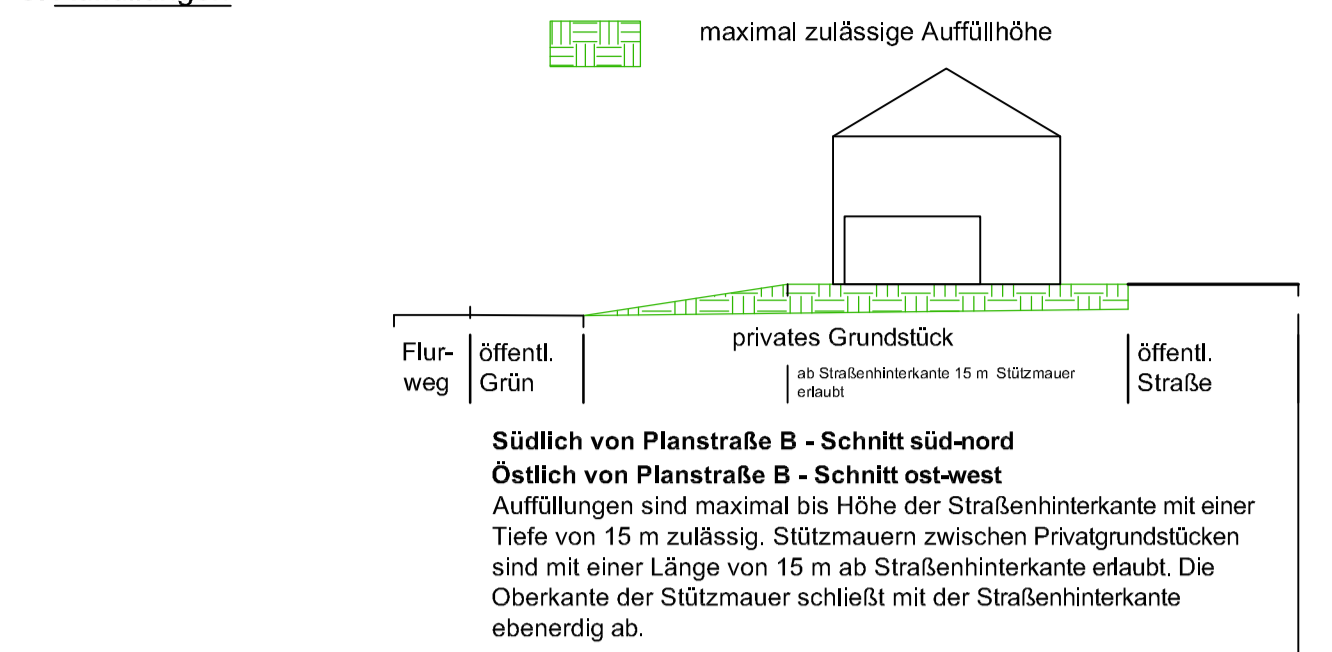 maximal zulässige Auffüllhöhe
privates Grundstück
Flur-
weg
öffentl.
Grün
ab Straßenhinterkante 15 m Stützmauer
erlaubt
öffentl.
Straße
Südlich von Planstraße B - Schnitt süd-nord
Östlich von Planstraße B - Schnitt ost-west
Auffüllungen sind maximal bis Höhe der Straßenhinterkante mit einer
Tiefe von 15 m zulässig. Stützmauern zwischen Privatgrundstücken
sind mit einer Länge von 15 m ab Straßenhinterkante erlaubt. Die
Oberkante der Stützmauer schließt mit der Straßenhinterkante
ebenerdig ab.